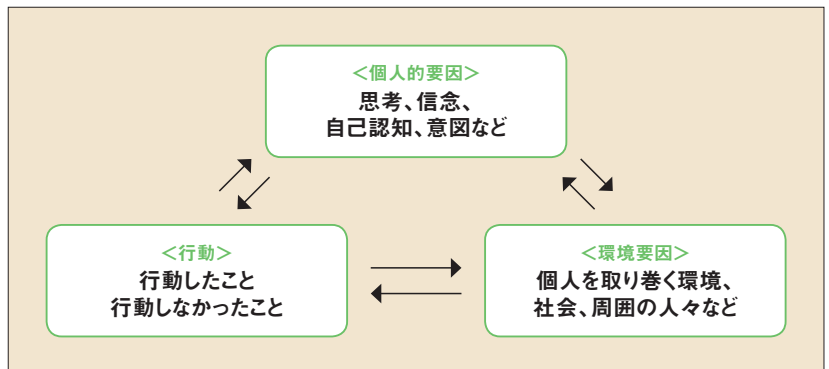 ＜個人的要因＞
思考、信念、
自己認知、意図など
＜行動＞
行動したこと
行動しなかったこと
＜環境要因＞
個人を取り巻く環境、
社会、周囲の人々など